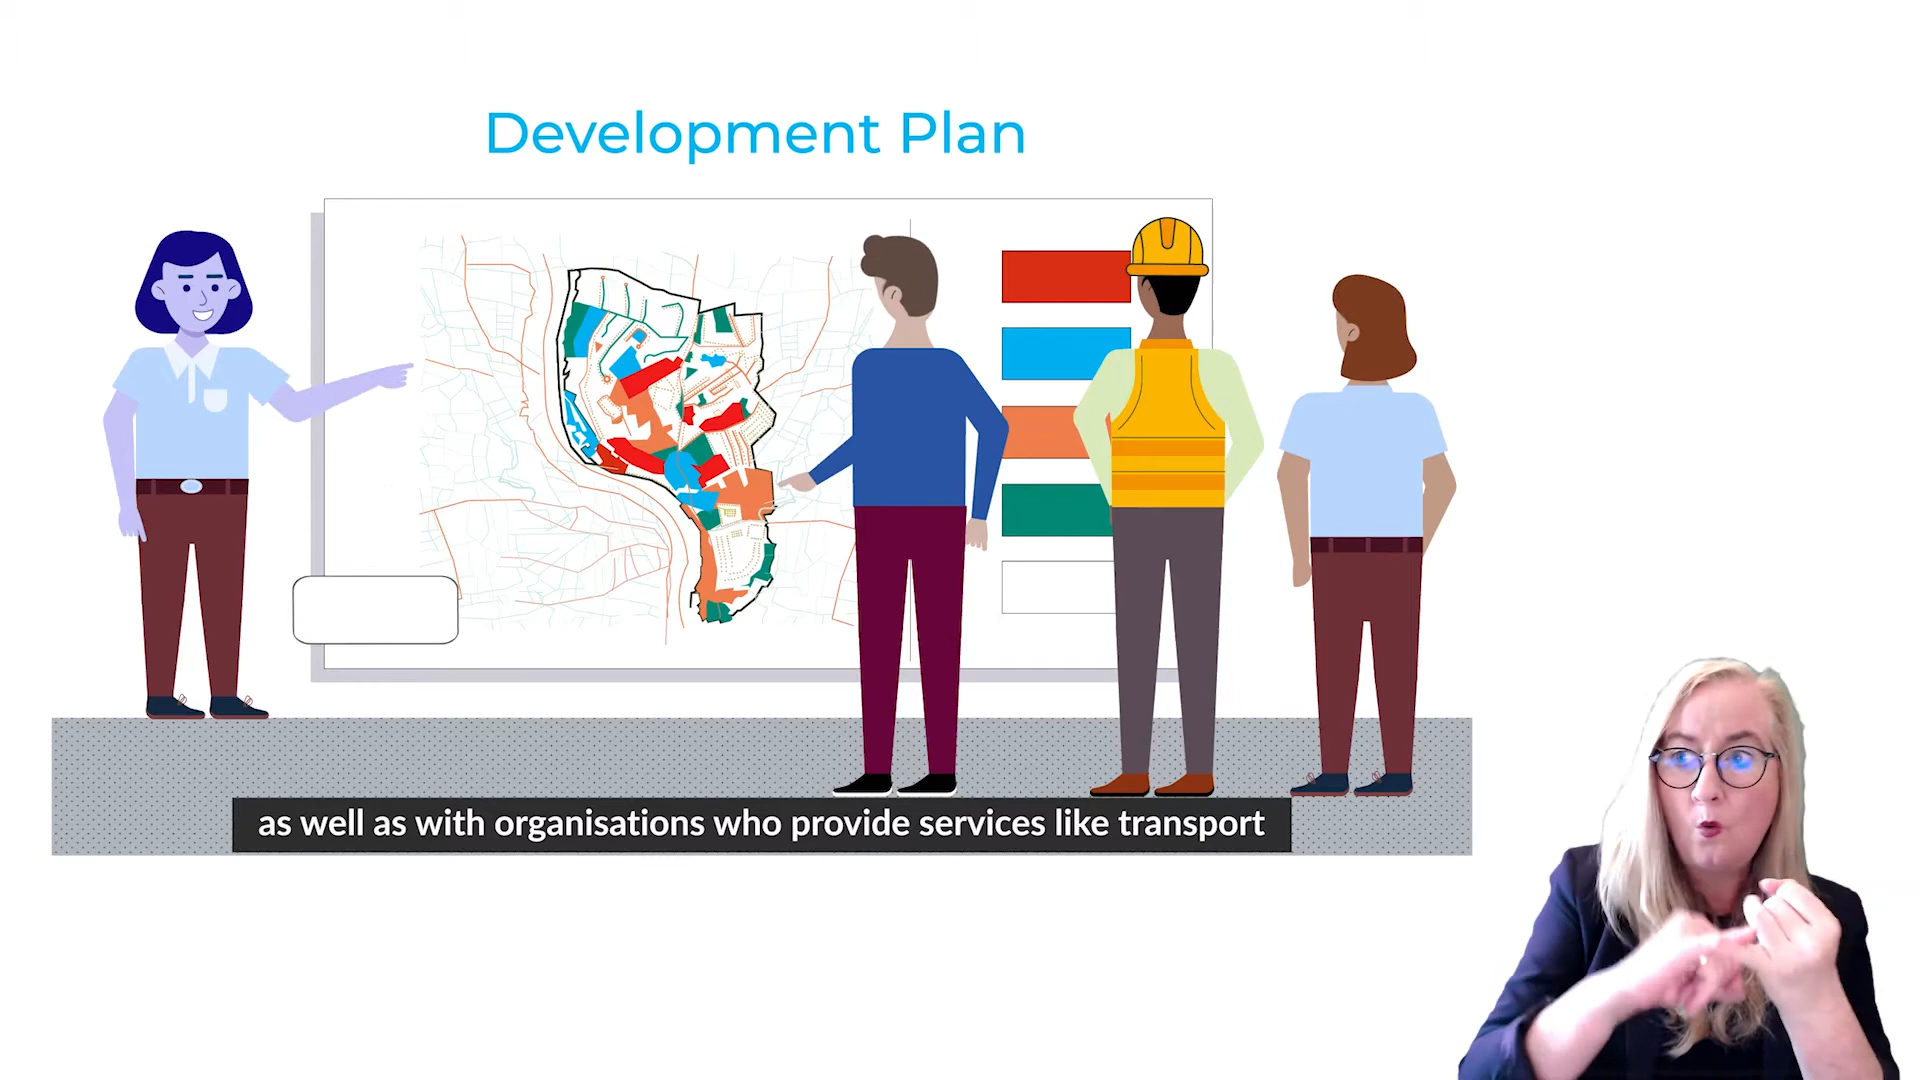 Development Plan
as well as with organisations who provide services like transport